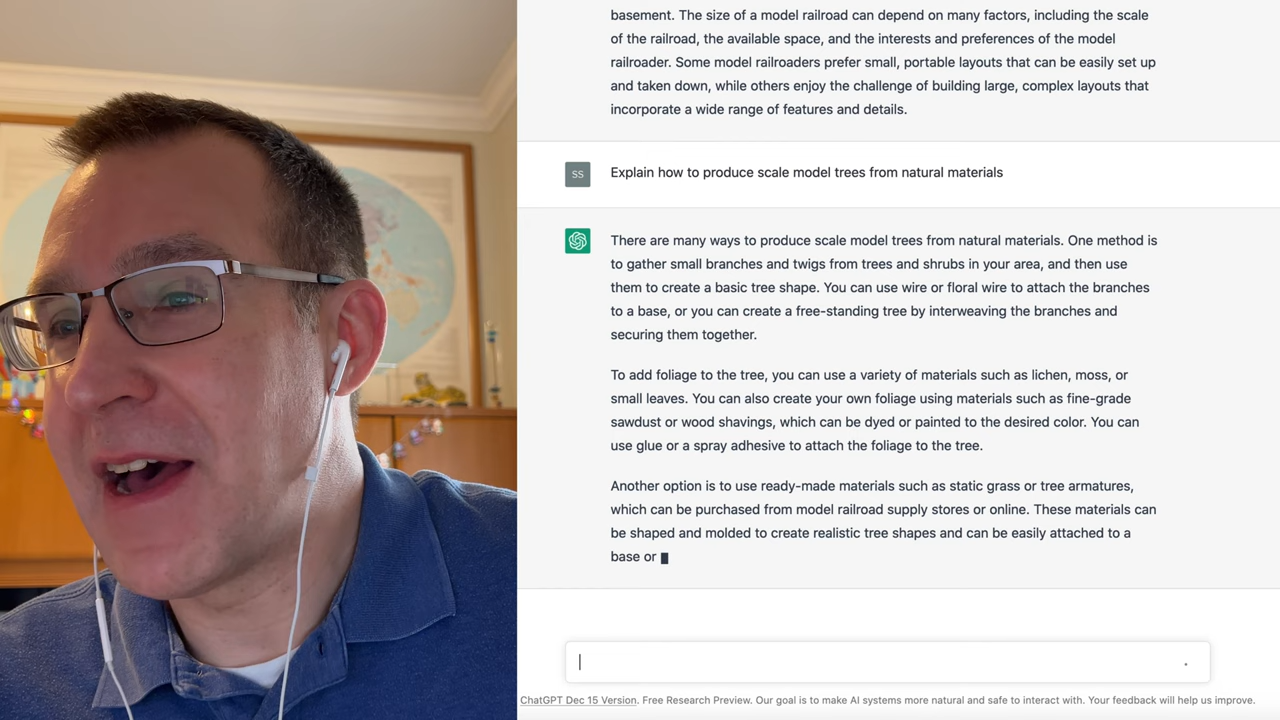 basement. The size of a model railroad can depend on many factors, including the scale
of the railroad, the available space, and the interests and preferences of the model
railroader. Some model railroaders prefer small, portable layouts that can be easily set up
and taken down, while others enjoy the challenge of building large, complex layouts that
incorporate a wide range of features and details.
SS
Explain how to produce scale model trees from natural materials
There are many ways to produce scale model trees from natural materials. One method is
to gather small branches and twigs from trees and shrubs in your area, and then use
them to create a basic tree shape. You can use wire or floral wire to attach the branches
to a base, or you can create a free-standing tree by interweaving the branches and
securing them together.
To add foliage to the tree, you can use a variety of materials such as lichen, moss, or
small leaves. You can also create your own foliage using materials such as fine-grade
sawdust or wood shavings, which can be dyed or painted to the desired color. You can
use glue or a spray adhesive to attach the foliage to the tree.
Another option is to use ready-made materials such as static grass or tree armatures,
which can be purchased from model railroad supply stores or online. These materials can
be shaped and molded to create realistic tree shapes and can be easily attached to a
base or
ChatGPT Dec 15 Version. Free Research Preview. Our goal is to make AI systems more natural and safe to interact with. Your feedback will help us improve.